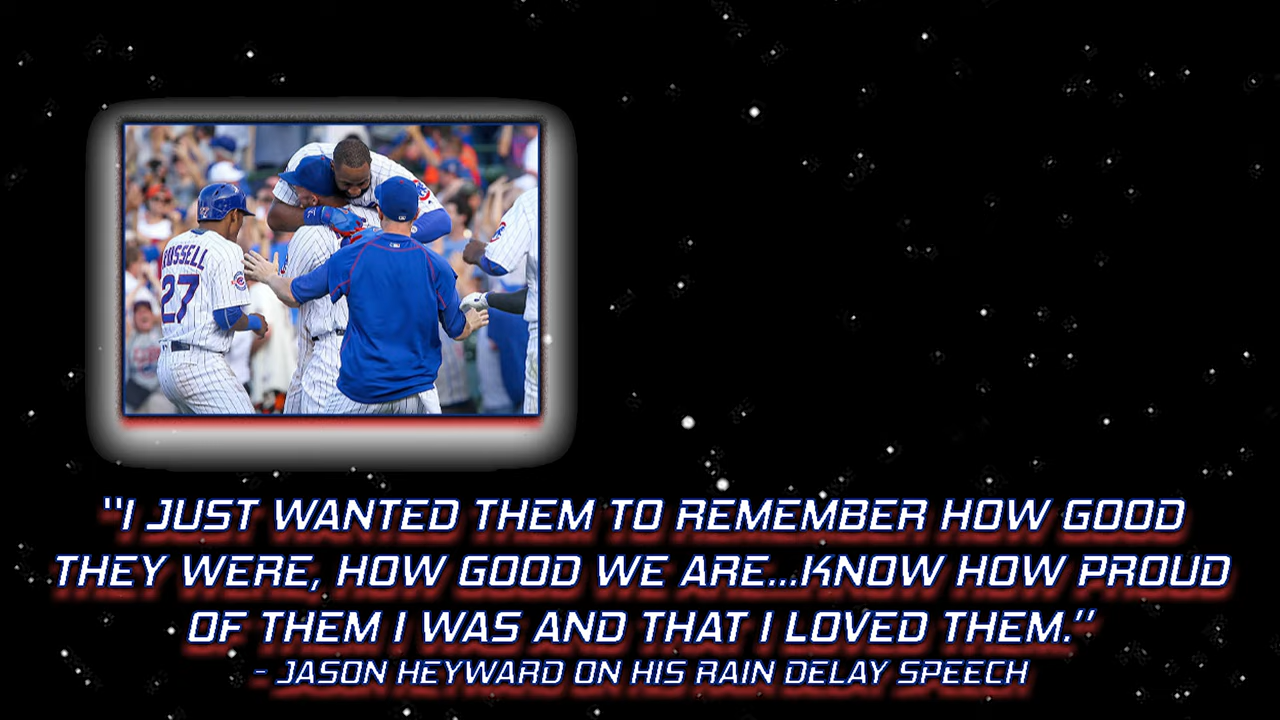 RUSSELL
27
"I JUST WANTED THEM TO REMEMBER HOW GOOD
THEY WERE, HOW GOOD WE ARE...KNOW HOW PROUD
OF THEM I WAS AND THAT I LOVED THEM."
- JASON HEYWARD ON HIS RAIN DELAY SPEECH